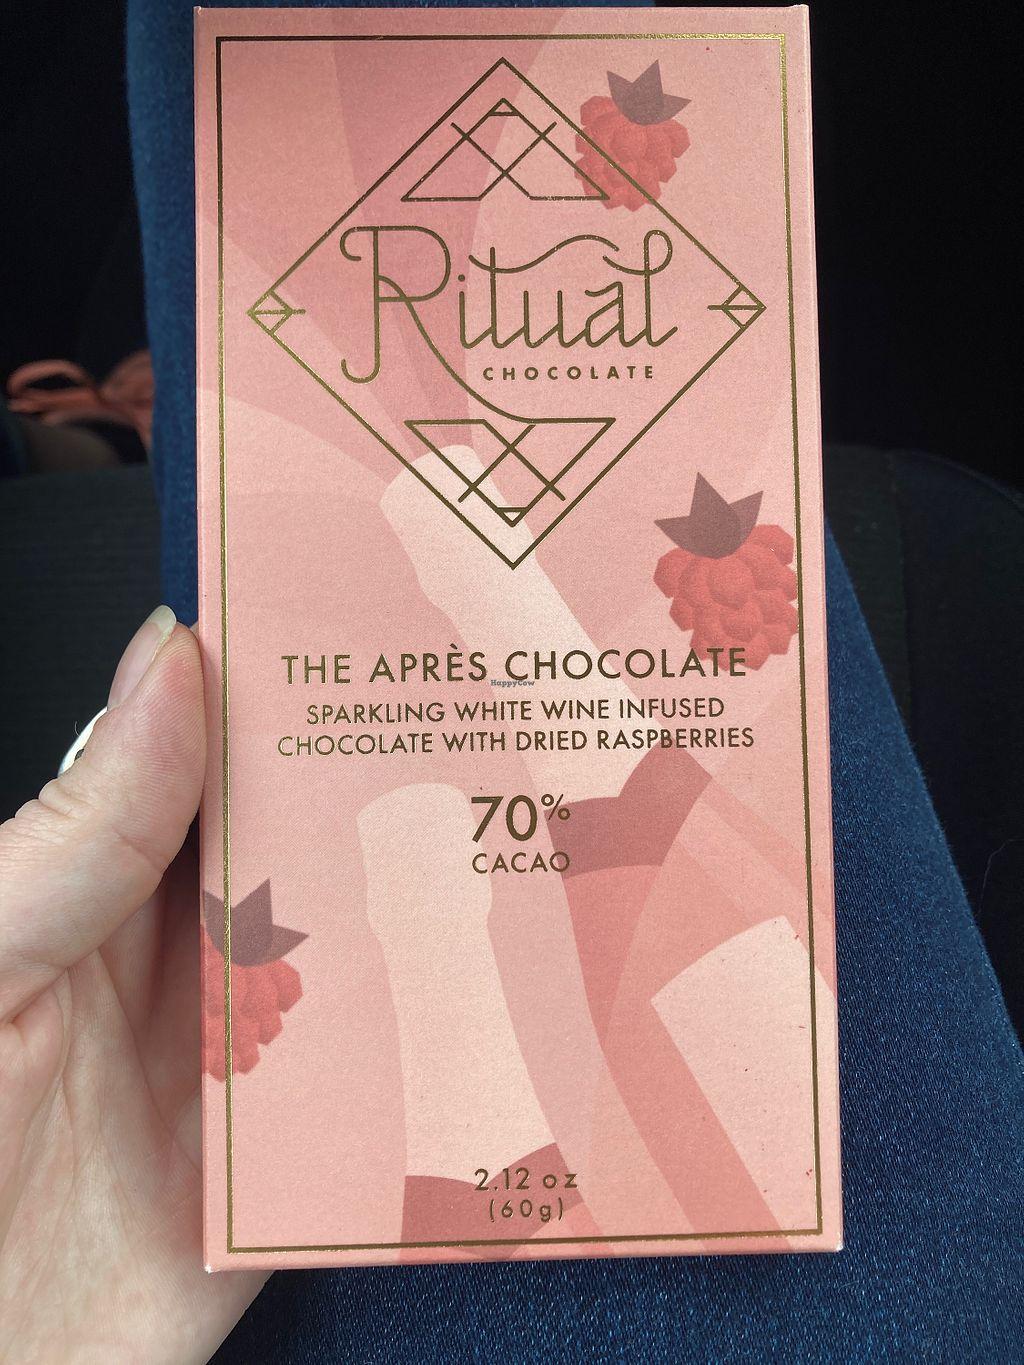 Ritual
CHOCOLATE
THE APRÈS CHOCOLATE
HappyCow
SPARKLING WHITE WINE INFUSED
CHOCOLATE WITH DRIED RASPBERRIES
70%
CACAO
2.12 oz
(60g)